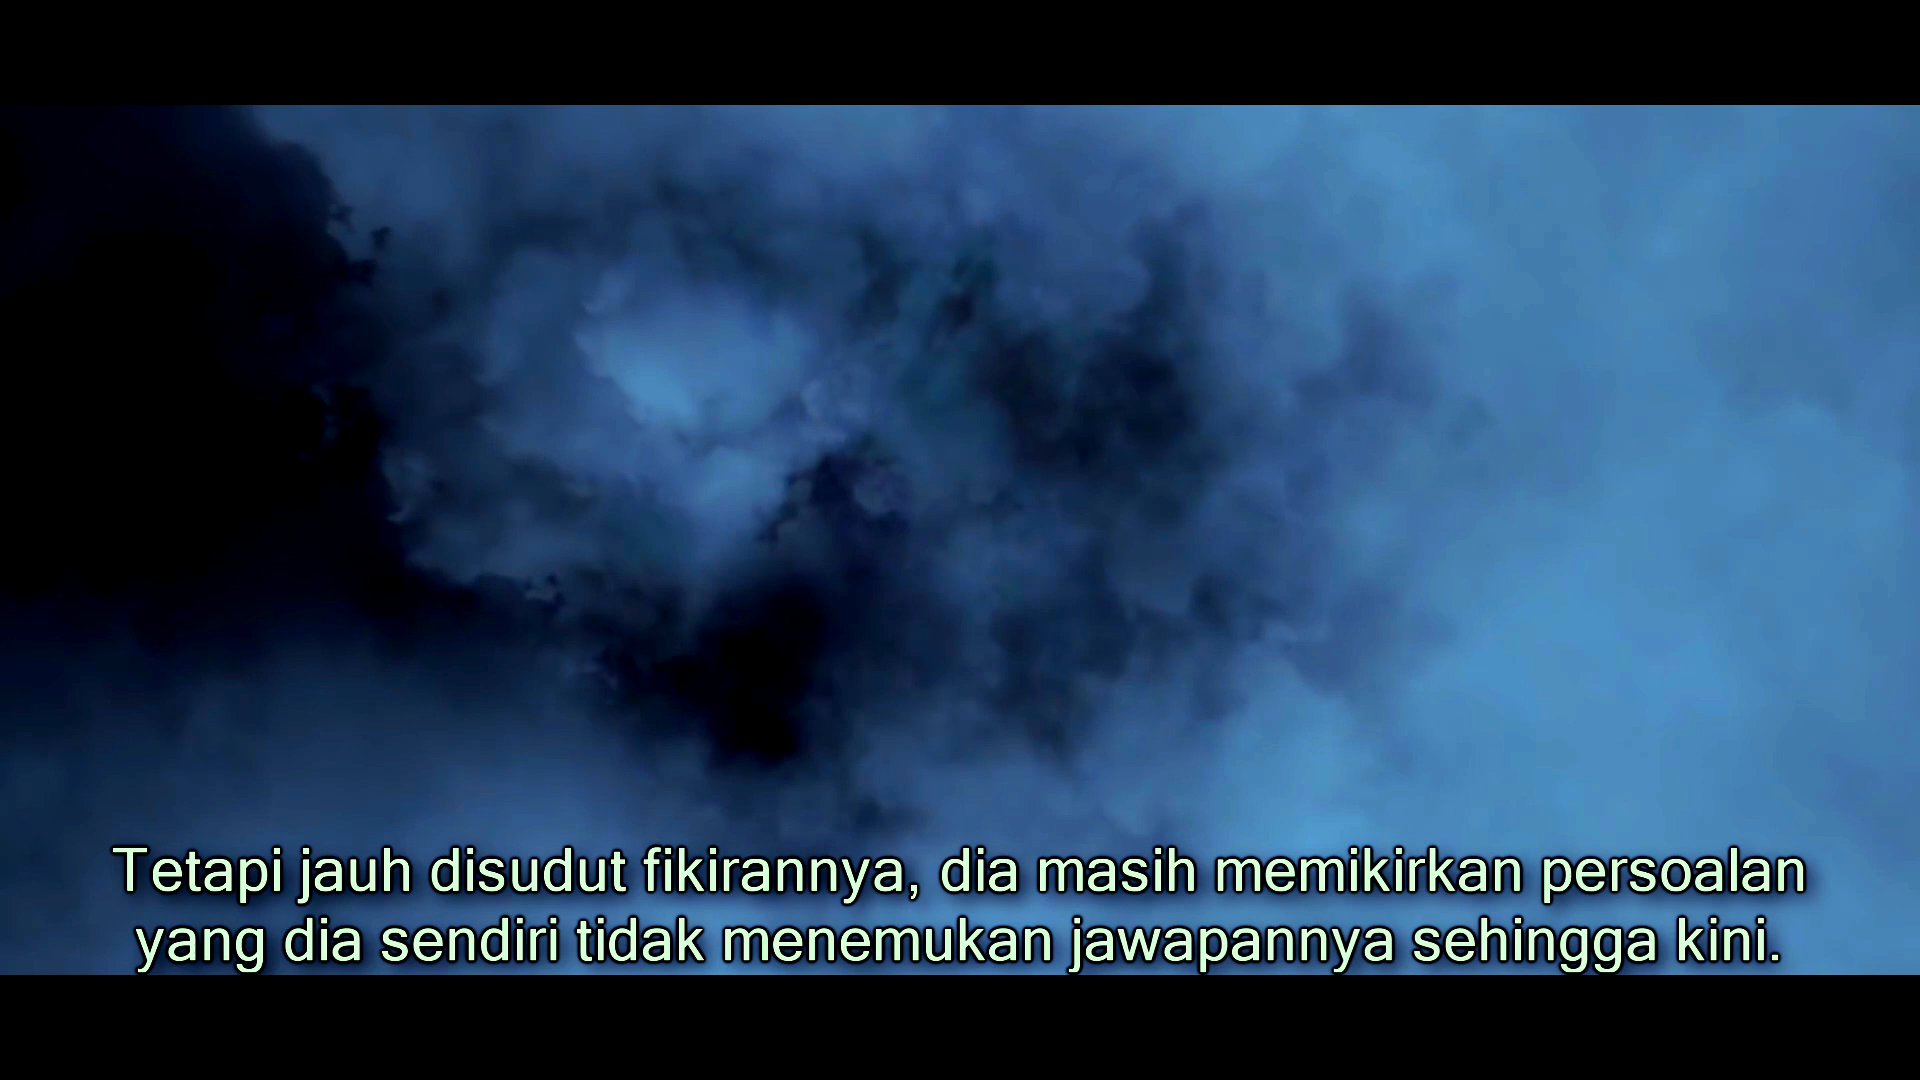 Tetapi jauh disudut fikirannya, dia masih memikirkan persoalan
yang dia sendiri tidak menemukan jawapannya sehingga kini.